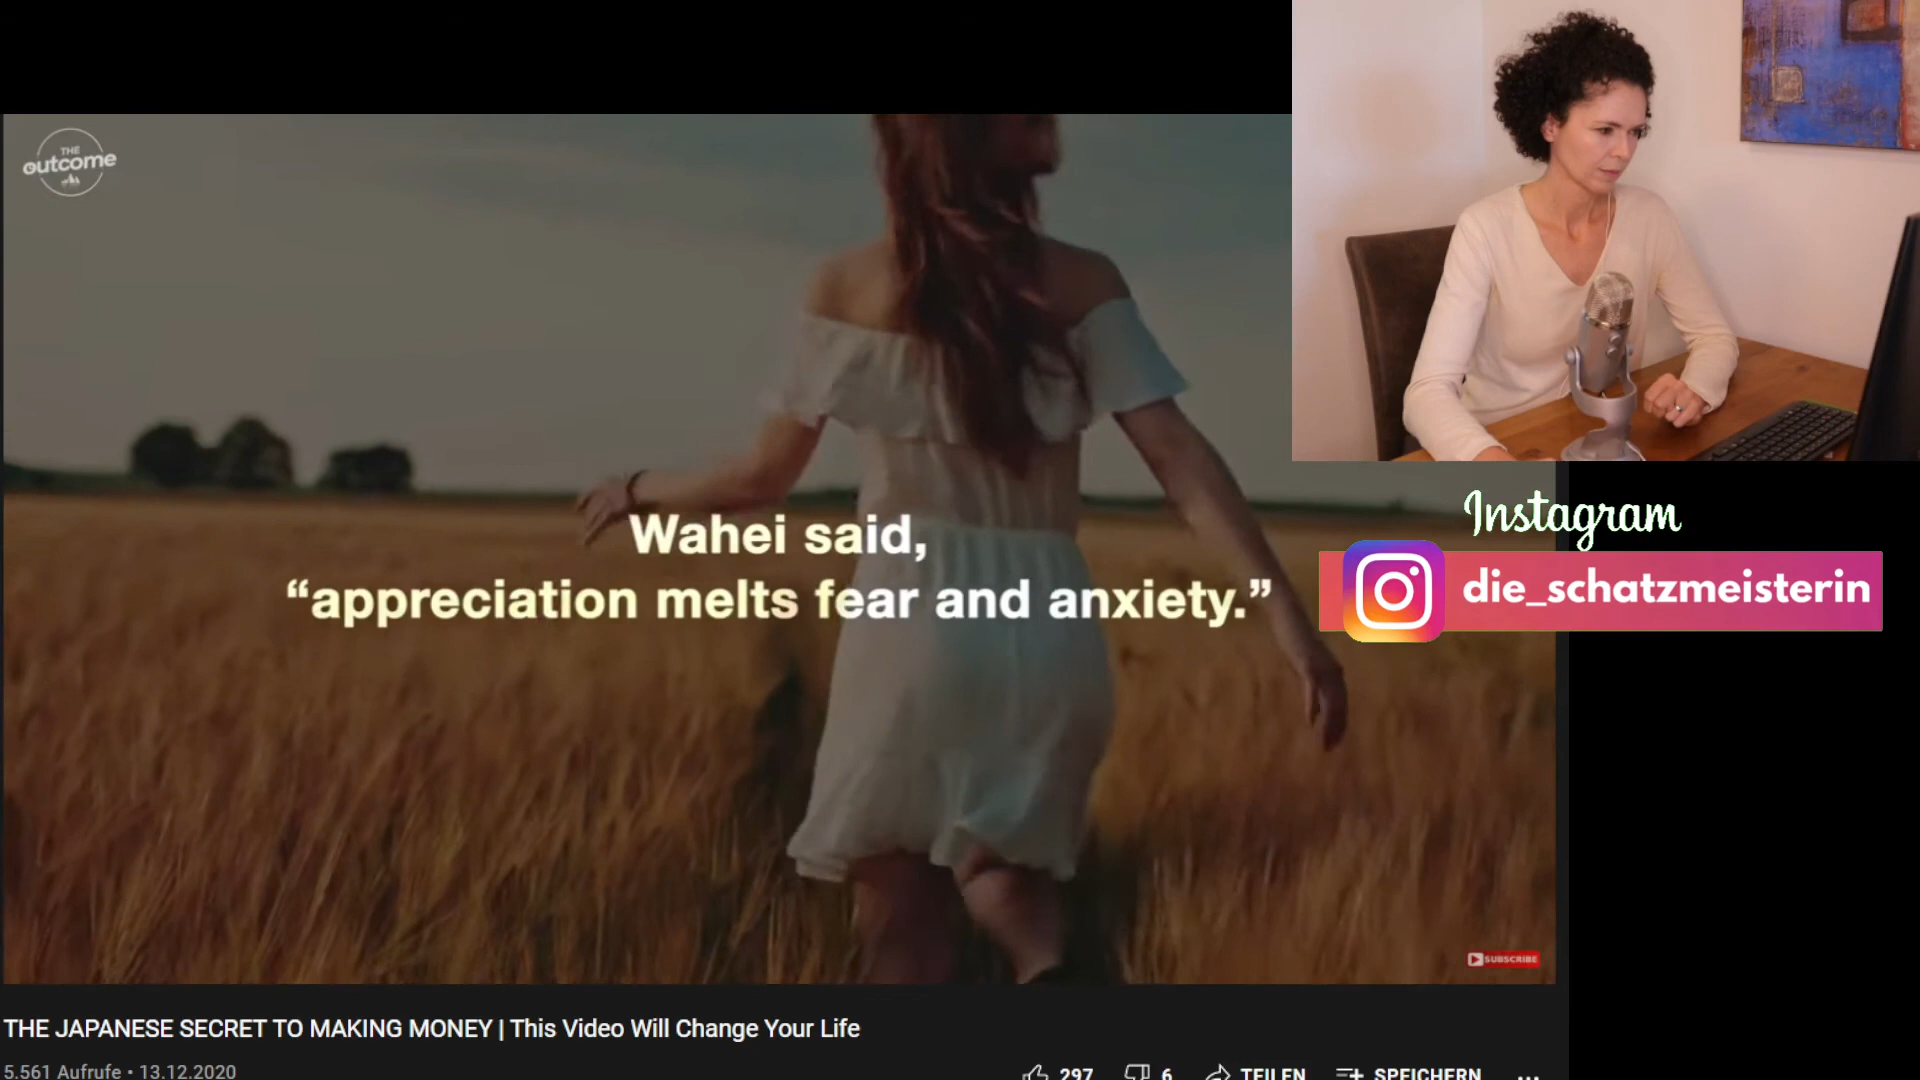 THE
outcome
Wahei said,
“appreciation melts fear and anxiety.”
Instagram
die_schatzmeisterin
SUBSCRIBE
THE JAPANESE SECRET TO MAKING MONEY | This Video Will Change Your Life
5.561 Aufrufe • 13.12.2020
297
6
TEILEN
SPEICHERN
...